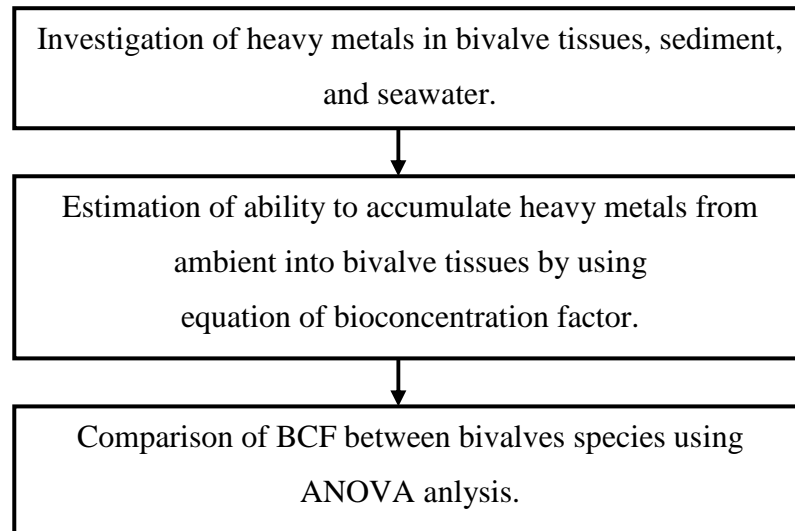 Investigation of heavy metals in bivalve tissues, sediment,
and seawater.
Estimation of ability to accumulate heavy metals from
ambient into bivalve tissues by using
equation of bioconcentration factor.
Comparison of BCF between bivalves species using
ANOVA anlysis.